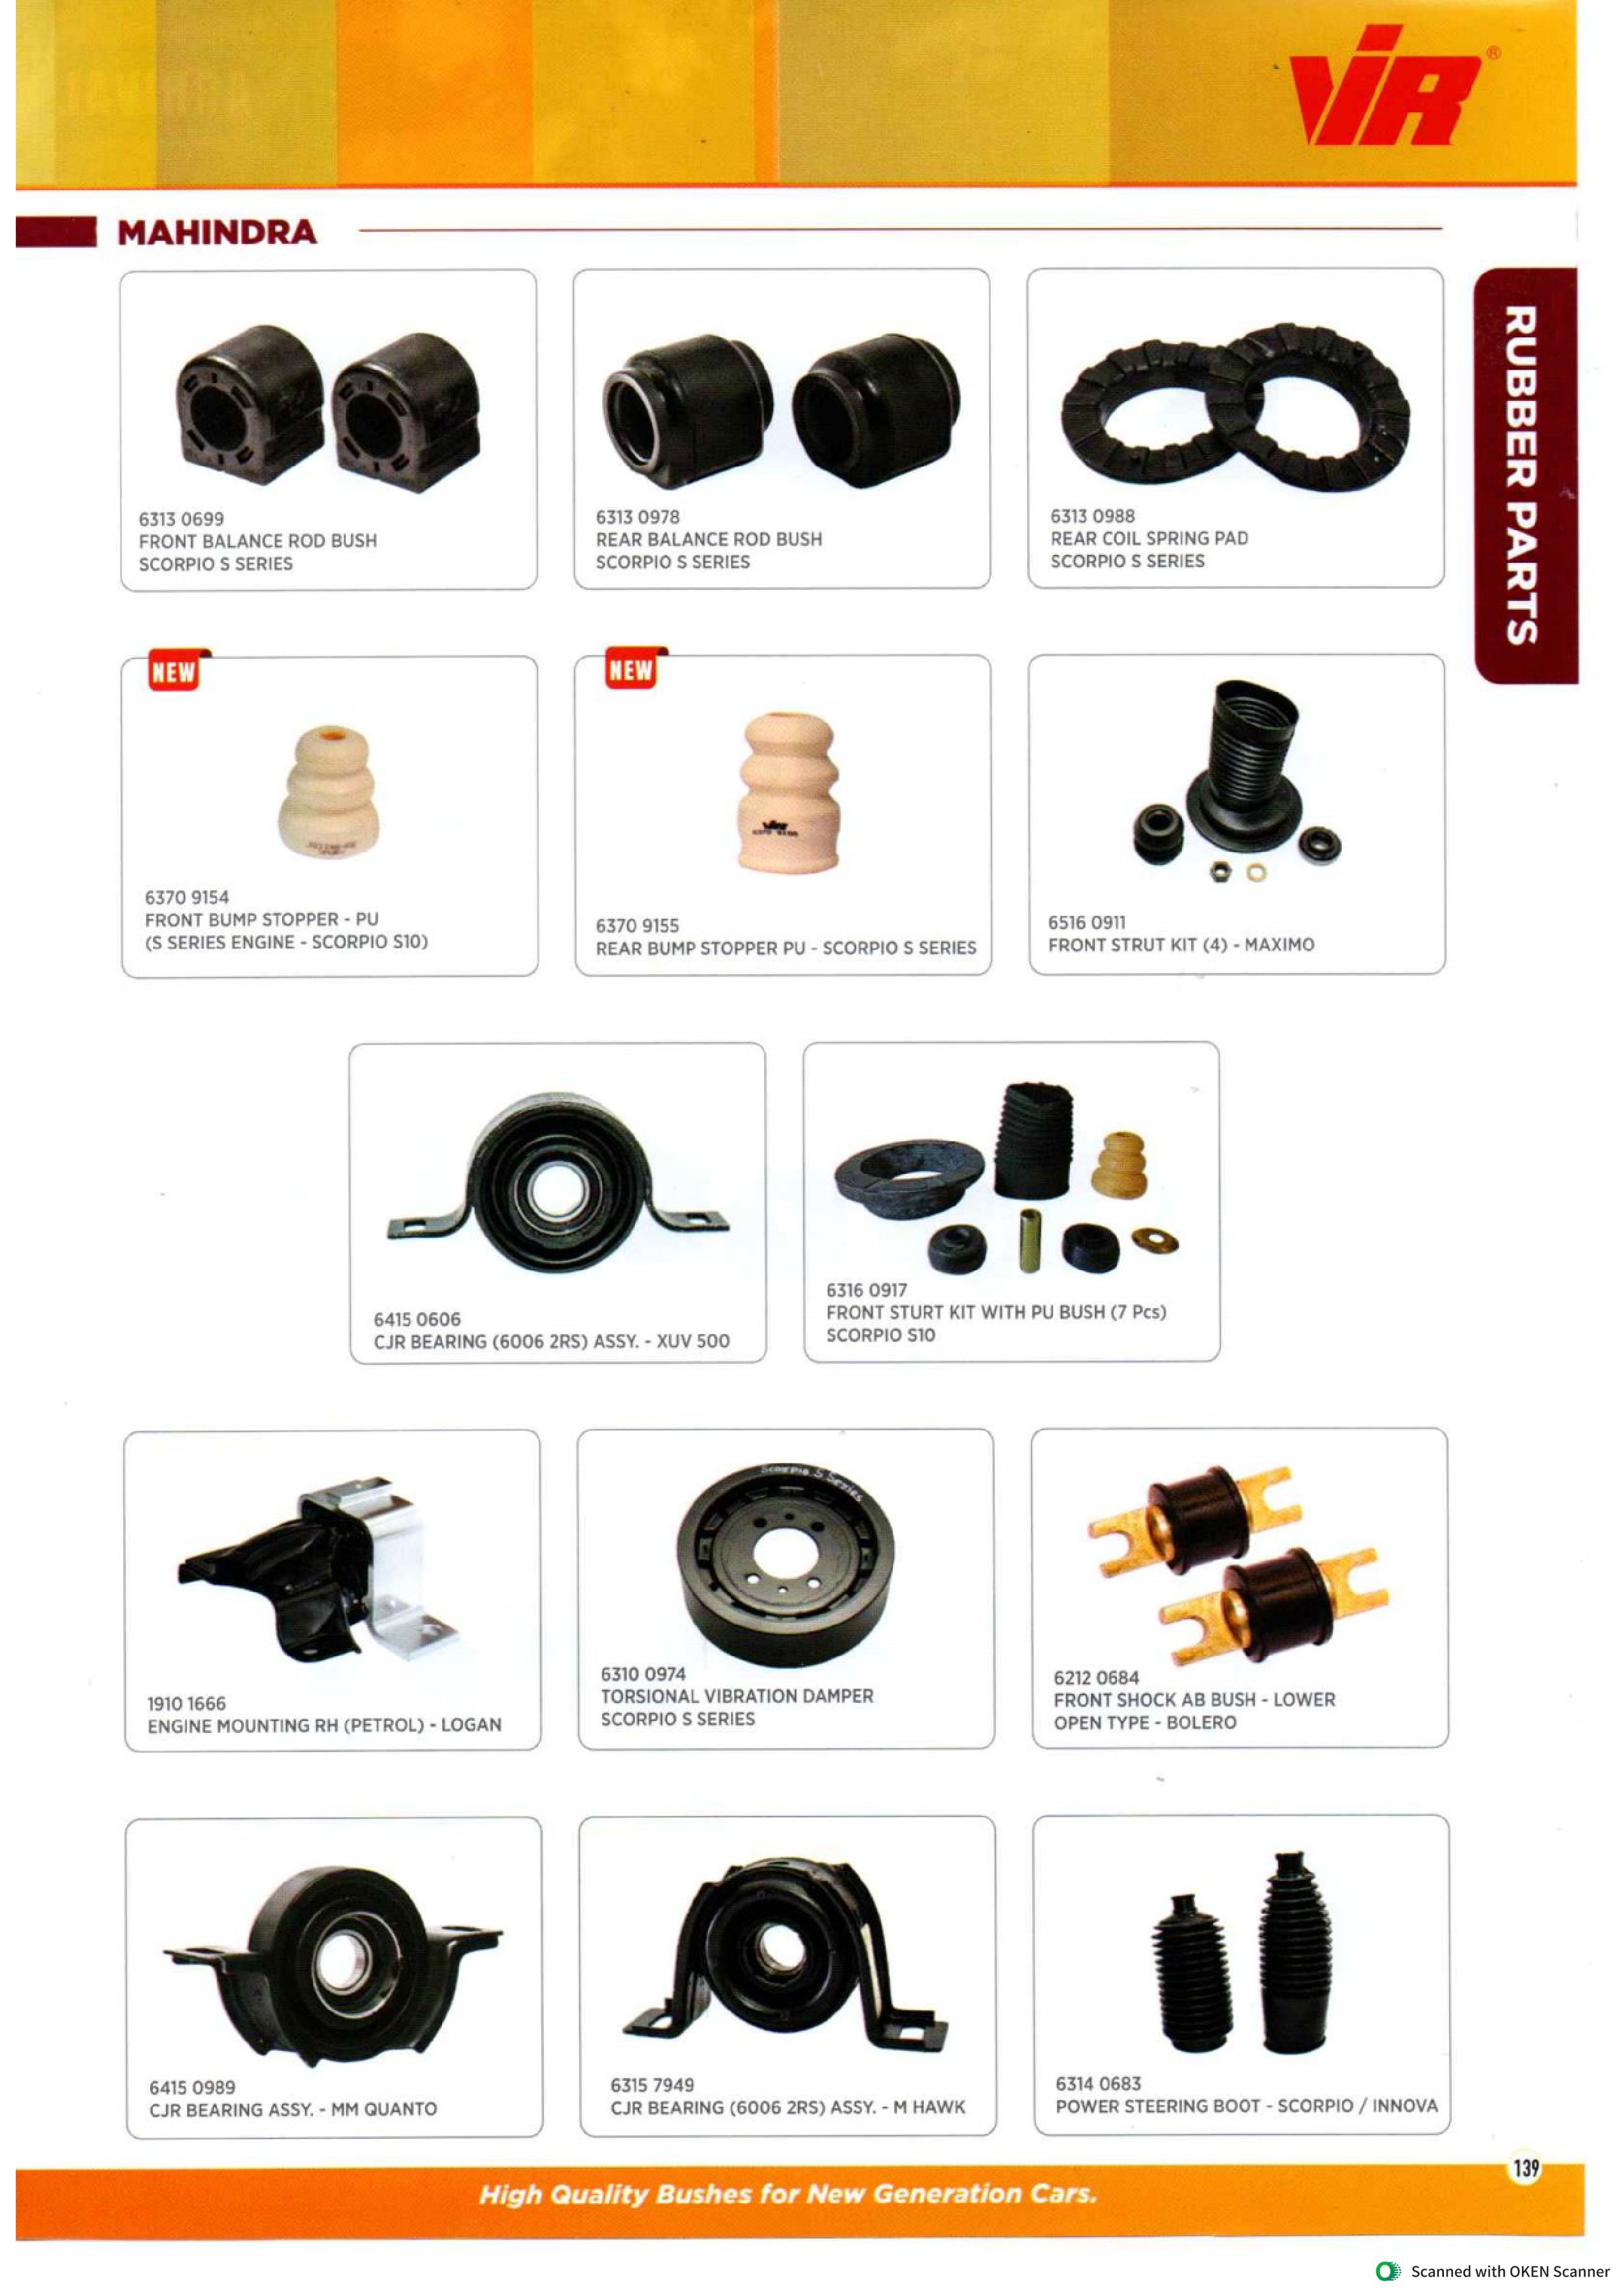 ViR®
MAHINDRA
RUBBER PARTS
6313 0699
FRONT BALANCE ROD BUSH
SCORPIO S SERIES
6313 0978
REAR BALANCE ROD BUSH
SCORPIO S SERIES
6313 0988
REAR COIL SPRING PAD
SCORPIO S SERIES
NEW
6370 9154
FRONT BUMP STOPPER - PU
(S SERIES ENGINE - SCORPIO S10)
NEW
6370 9155
REAR BUMP STOPPER PU - SCORPIO S SERIES
6516 0911
FRONT STRUT KIT (4) - MAXIMO
6415 0606
CJR BEARING (6006 2RS) ASSY. - XUV 500
6316 0917
FRONT STURT KIT WITH PU BUSH (7 Pcs)
SCORPIO S10
1910 1666
ENGINE MOUNTING RH (PETROL) - LOGAN
Scorpio S Series
6310 0974
TORSIONAL VIBRATION DAMPER
SCORPIO S SERIES
6212 0684
FRONT SHOCK AB BUSH - LOWER
OPEN TYPE - BOLERO
6415 0989
CJR BEARING ASSY. - MM QUANTO
6315 7949
CJR BEARING (6006 2RS) ASSY. - M HAWK
6314 0683
POWER STEERING BOOT - SCORPIO / INNOVA
139
High Quality Bushes for New Generation Cars.
Scanned with OKEN Scanner